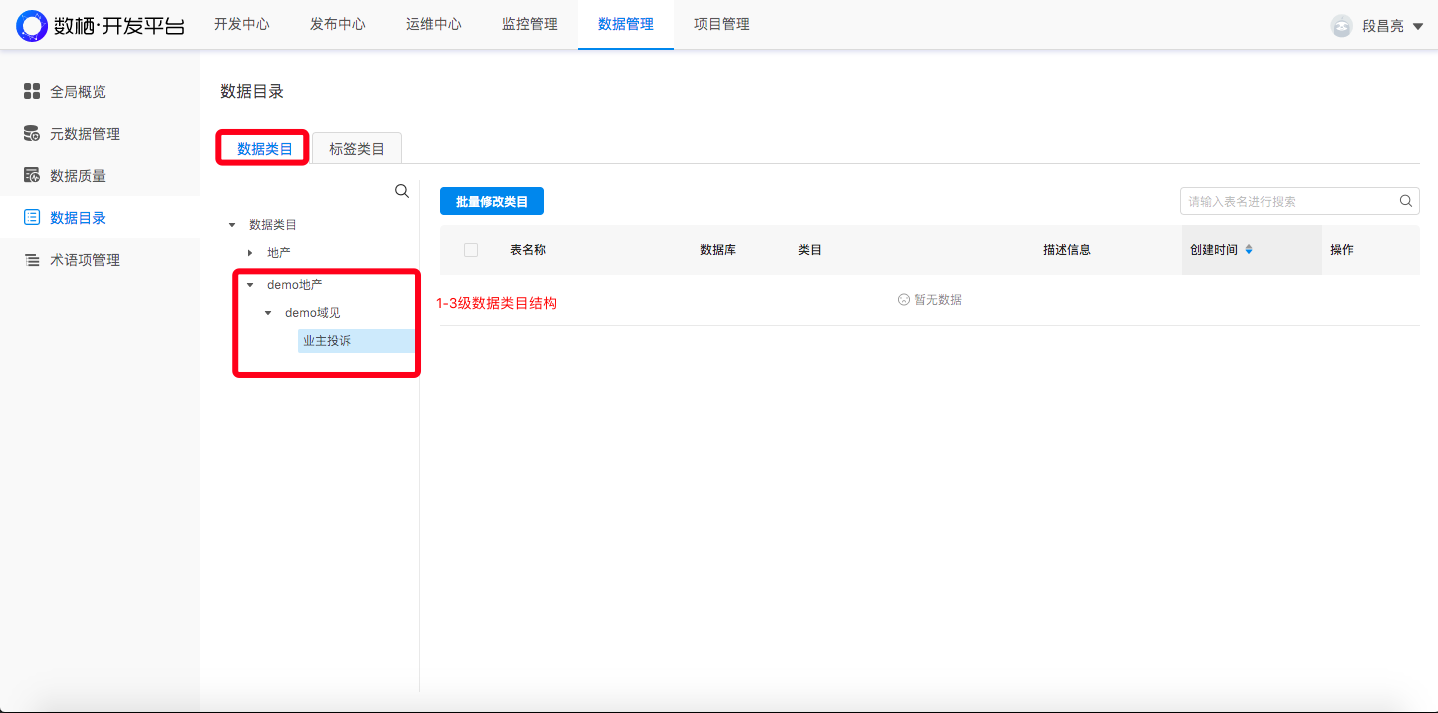 数栖·开发平台
开发中心
发布中心
运维中心
监控管理
数据管理
项目管理
段昌亮
全局概览
元数据管理
数据质量
数据目录
术语项管理
数据目录
数据类目
标签类目
数据类目
地产
demo地产
demo域见
业主投诉
批量修改类目
请输入表名进行搜索
表名称
数据库
类目
描述信息
创建时间
操作
1-3级数据类目结构
暂无数据